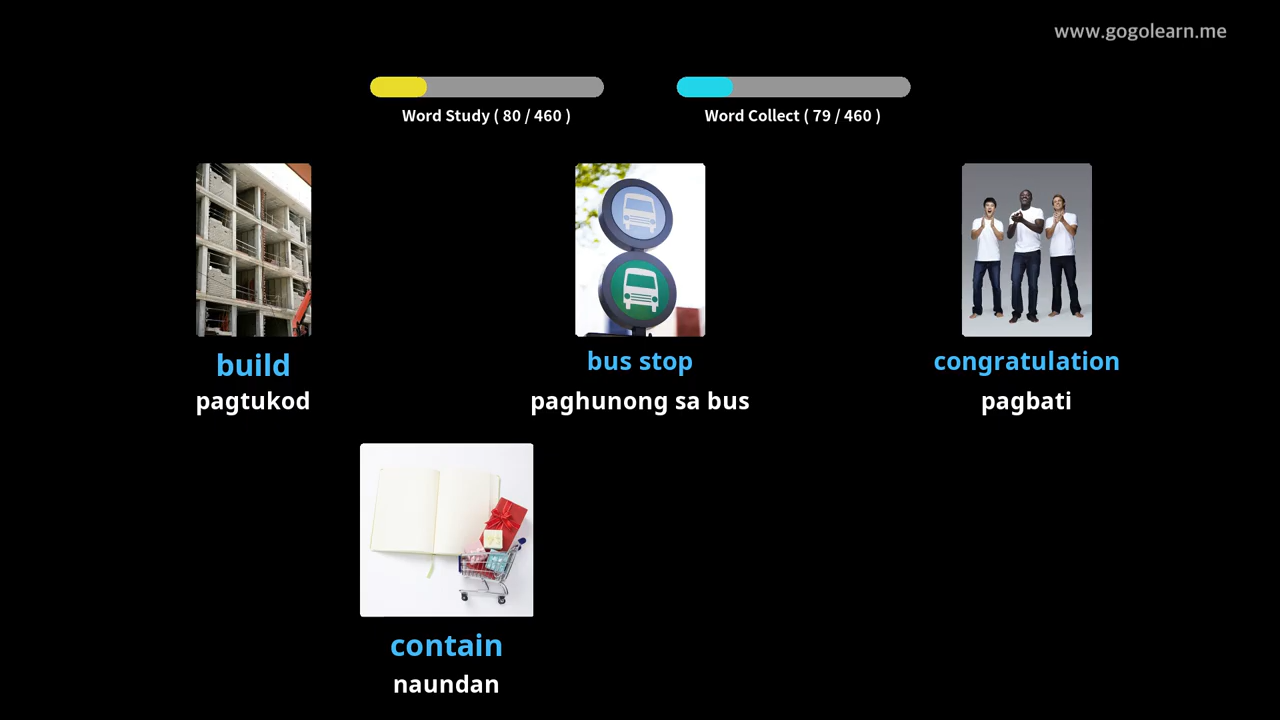 www.gogolearn.me
Word Study ( 80 / 460 )
Word Collect ( 79 / 460 )
build
pagtukod
bus stop
paghunong sa bus
congratulation
pagbati
contain
naundan